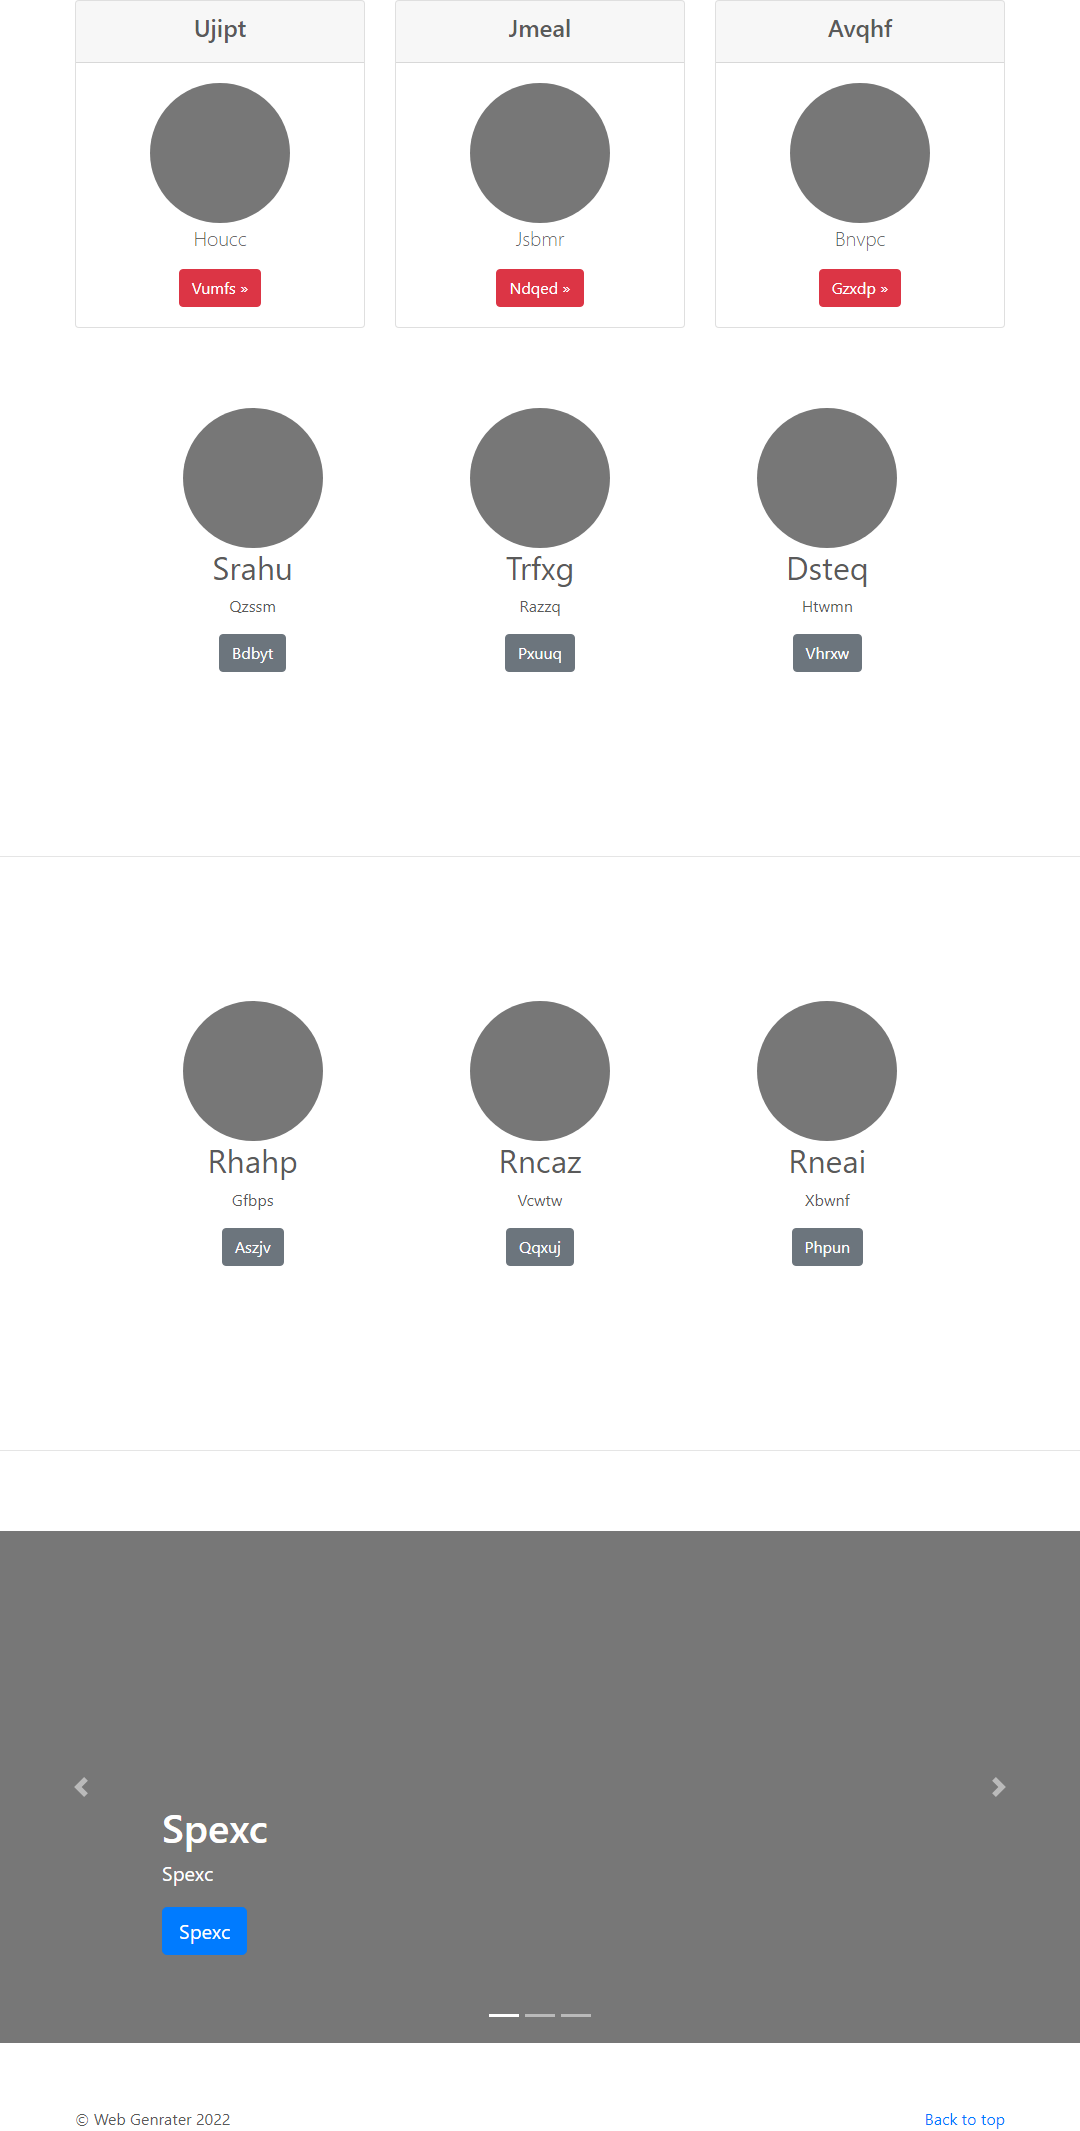 Ujipt
Jmeal
Avqhf
Houcc
Jsbmr
Bnvpc
Vumfs »
Ndqed »
Gzxdp »
Srahu
Trfxg
Dsteq
Qzssm
Razzq
Htwmn
Bdbyt
Pxuuq
Vhrxw
Rhahp
Rncaz
Rneai
Gfbps
Vcwtw
Xbwnf
Aszjv
Qqxuj
Phpun
Spexc
Spexc
Spexc
© Web Genrater 2022
Back to top